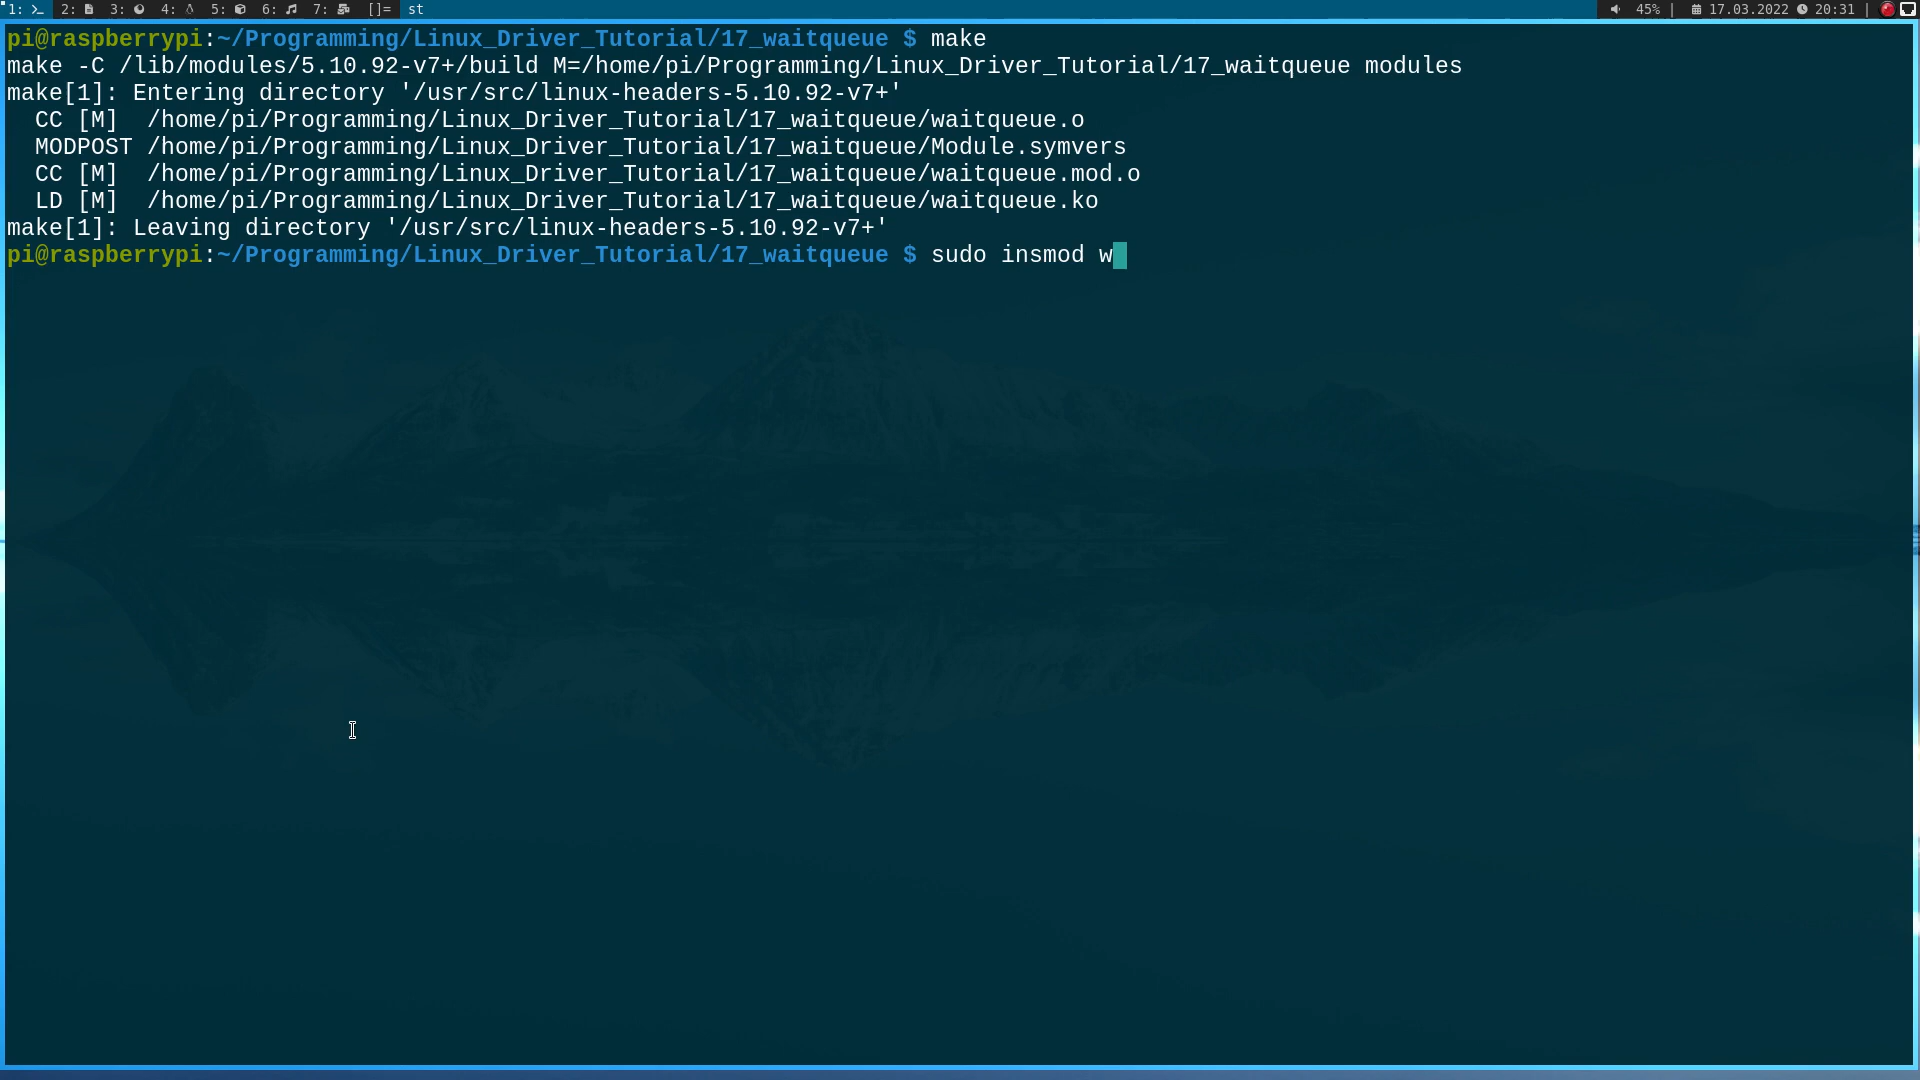 1: 2: 3: 4: 5: 6: 7: []= st 45% | 17.03.2022 20:31 |
pi@raspberrypi:~/Programming/Linux_Driver_Tutorial/17_waitqueue $ make
make -C /lib/modules/5.10.92-v7+/build M=/home/pi/Programming/Linux_Driver_Tutorial/17_waitqueue modules
make[1]: Entering directory '/usr/src/linux-headers-5.10.92-v7+'
  CC [M]  /home/pi/Programming/Linux_Driver_Tutorial/17_waitqueue/waitqueue.o
  MODPOST /home/pi/Programming/Linux_Driver_Tutorial/17_waitqueue/Module.symvers
  CC [M]  /home/pi/Programming/Linux_Driver_Tutorial/17_waitqueue/waitqueue.mod.o
  LD [M]  /home/pi/Programming/Linux_Driver_Tutorial/17_waitqueue/waitqueue.ko
make[1]: Leaving directory '/usr/src/linux-headers-5.10.92-v7+'
pi@raspberrypi:~/Programming/Linux_Driver_Tutorial/17_waitqueue $ sudo insmod w